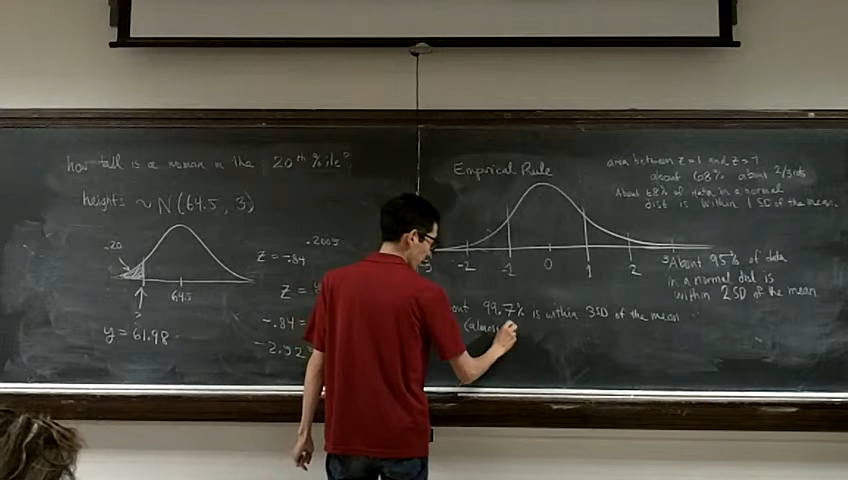 how tall is a woman in the 20th %ile?
heights ~ N(64.5, 3)
.20
64.5
?
y = 61.98
.2005
z = -.84
z =
-.84 =
-2.52
Empirical Rule
-2 -1 0 1 2 3
area between z=1 and z=-1
about 68% about 2/3rds
About 68% of data in a normal
dist is within 1 SD of the mean.
About 95% of data
in a normal dist is
within 2SD of the mean
99.7% is within 3SD of the mean
(almos